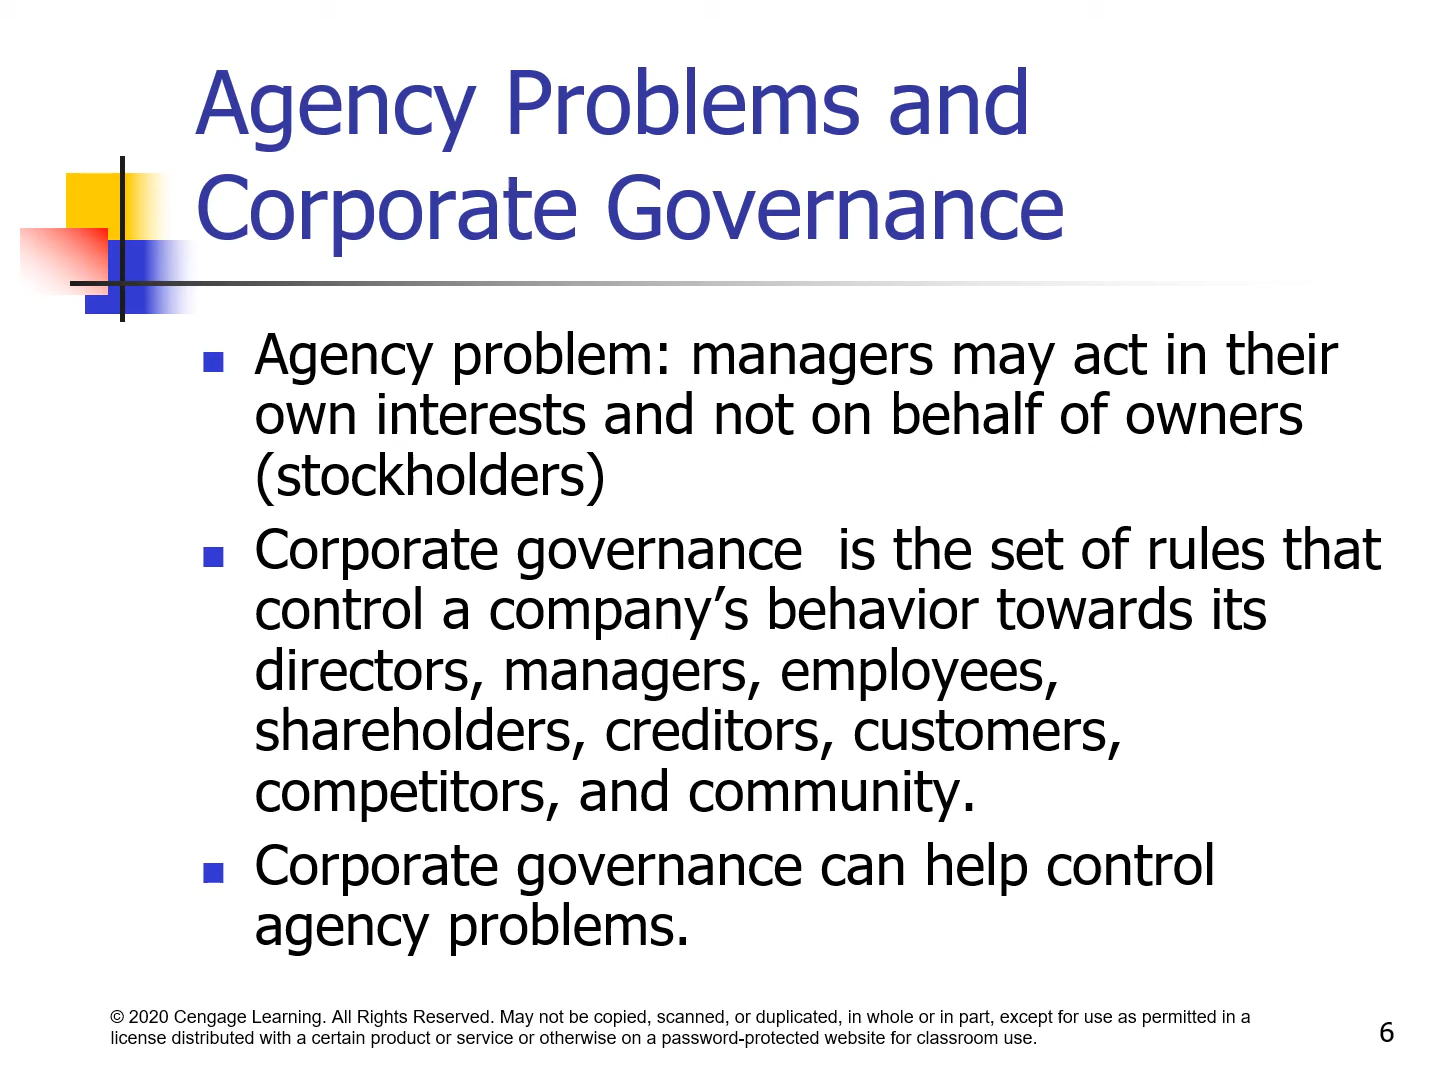 Agency Problems and
Corporate Governance
Agency problem: managers may act in their
own interests and not on behalf of owners
(stockholders)
Corporate governance  is the set of rules that
control a company’s behavior towards its
directors, managers, employees,
shareholders, creditors, customers,
competitors, and community.
Corporate governance can help control
agency problems.
© 2020 Cengage Learning. All Rights Reserved. May not be copied, scanned, or duplicated, in whole or in part, except for use as permitted in a
license distributed with a certain product or service or otherwise on a password-protected website for classroom use.
6